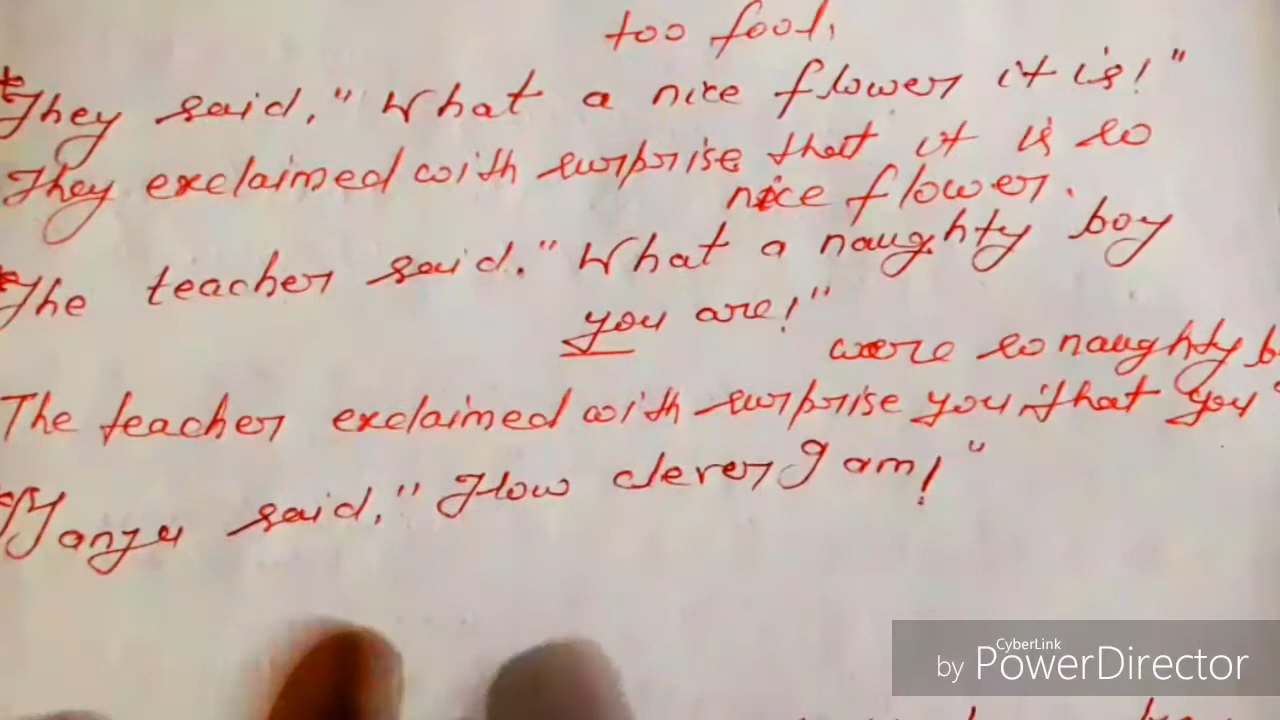 too fool.
They said, "What a nice flower it is!"
They exclaimed with surprise that it is so
nice flower.
The teacher said, "What a naughty boy
you are!"
were so naughty b
The teacher exclaimed with surprise you that you
Manju said, "How clever I am!"
CyberLink
by PowerDirector